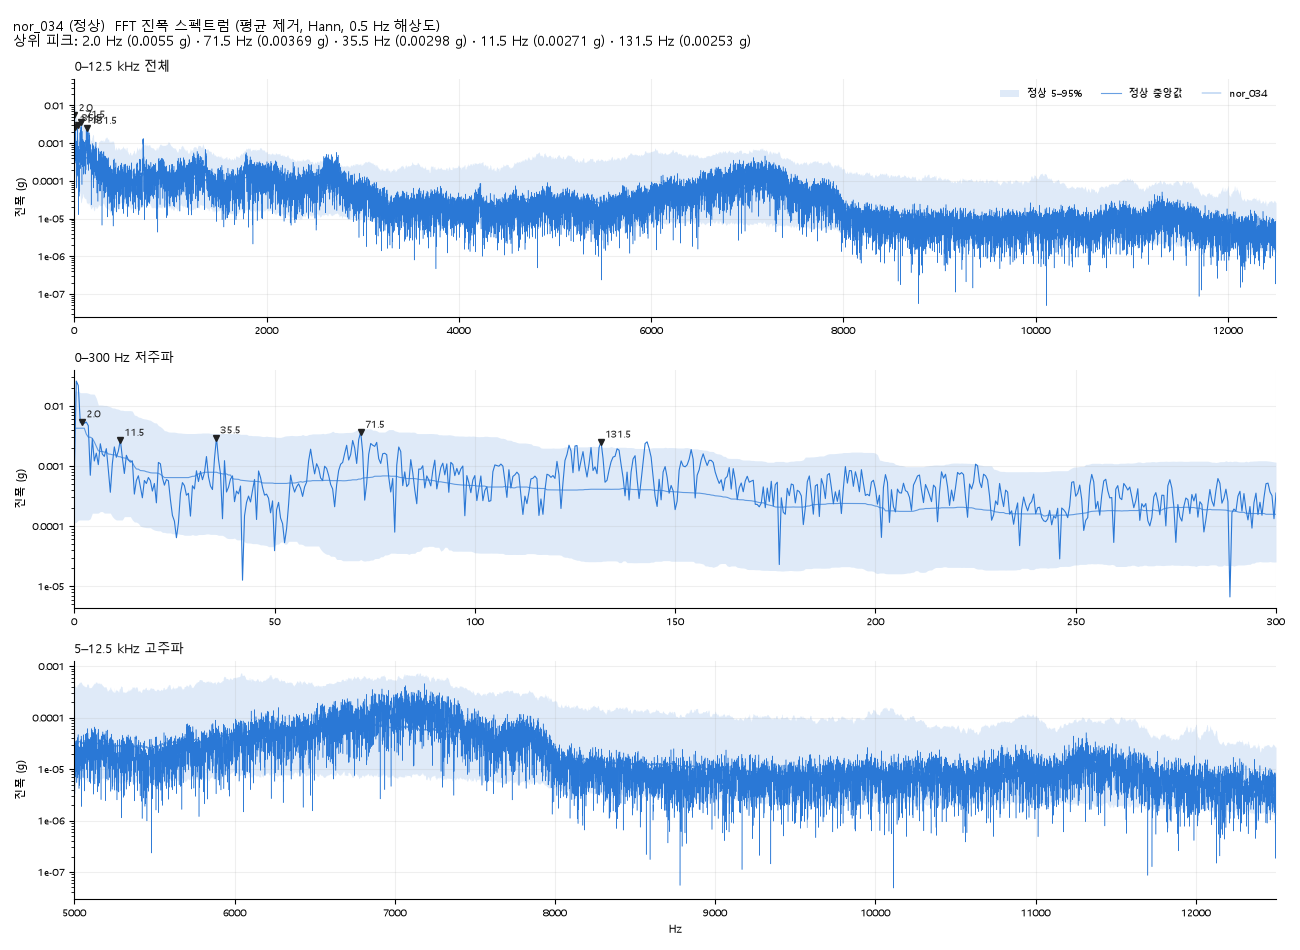 nor_034 (정상)  FFT 진폭 스펙트럼 (평균 제거, Hann, 0.5 Hz 해상도)
상위 피크: 2.0 Hz (0.0055 g) · 71.5 Hz (0.00369 g) · 35.5 Hz (0.00298 g) · 11.5 Hz (0.00271 g) · 131.5 Hz (0.00253 g)
0–12.5 kHz 전체
정상 5–95% 정상 중앙값 nor_034
2.0
131.5
0.01
0.001
0.0001
1e-05
1e-06
1e-07
진폭 (g)
0 2000 4000 6000 8000 10000 12000
0–300 Hz 저주파
2.0 11.5 35.5 71.5 131.5
0.01
0.001
0.0001
1e-05
진폭 (g)
0 50 100 150 200 250 300
5–12.5 kHz 고주파
0.001
0.0001
1e-05
1e-06
1e-07
진폭 (g)
5000 6000 7000 8000 9000 10000 11000 12000
Hz